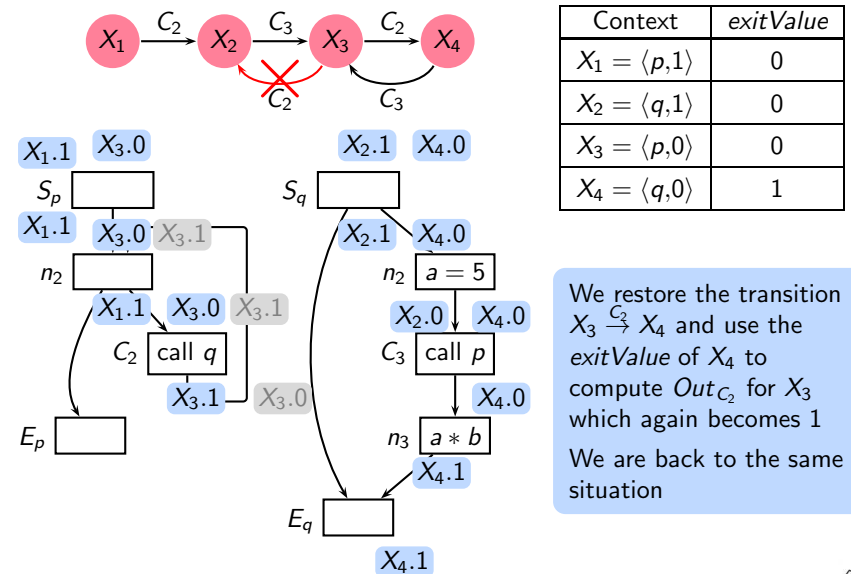 X₁ C₂ X₂ C₃ X₃ C₂ X₄
C₂ C₃
Context exitValue
X₁ = ⟨p,1⟩ 0
X₂ = ⟨q,1⟩ 0
X₃ = ⟨p,0⟩ 0
X₄ = ⟨q,0⟩ 1
X₁.1 X₃.0
Sₚ
X₁.1 X₃.0 X₃.1
n₂
X₁.1 X₃.0 X₃.1
C₂ call q
X₃.1 X₃.0
Eₚ
X₂.1 X₄.0
S_q
X₂.1 X₄.0
n₂ a = 5
X₂.0 X₄.0
C₃ call p
X₄.0
n₃ a ∗ b
X₄.1
E_q
X₄.1
We restore the transition
X₃ →^C₂ X₄ and use the
exitValue of X₄ to
compute Out_C₂ for X₃
which again becomes 1
We are back to the same
situation